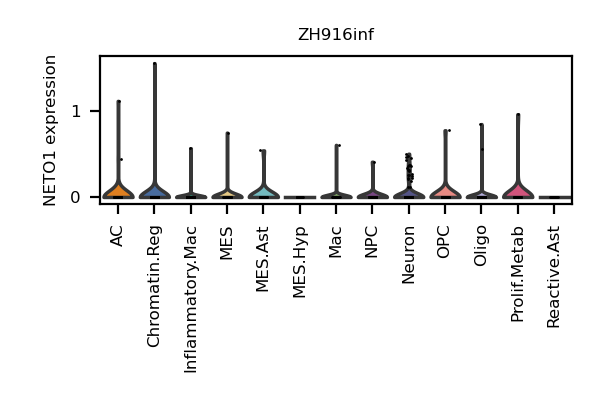 ZH916inf
NETO1 expression
1
0
AC
Chromatin.Reg
Inflammatory.Mac
MES
MES.Ast
MES.Hyp
Mac
NPC
Neuron
OPC
Oligo
Prolif.Metab
Reactive.Ast